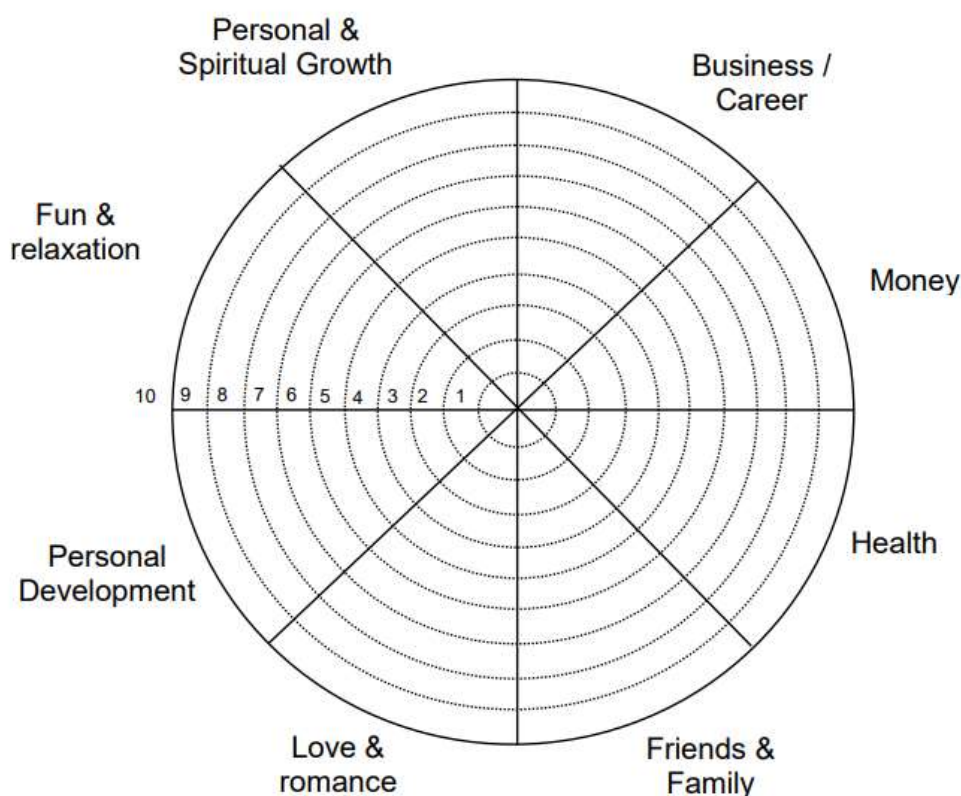 Personal &
Spiritual Growth
Business /
Career
Fun &
relaxation
Money
10 9 8 7 6 5 4 3 2 1
Personal
Development
Health
Love &
romance
Friends &
Family